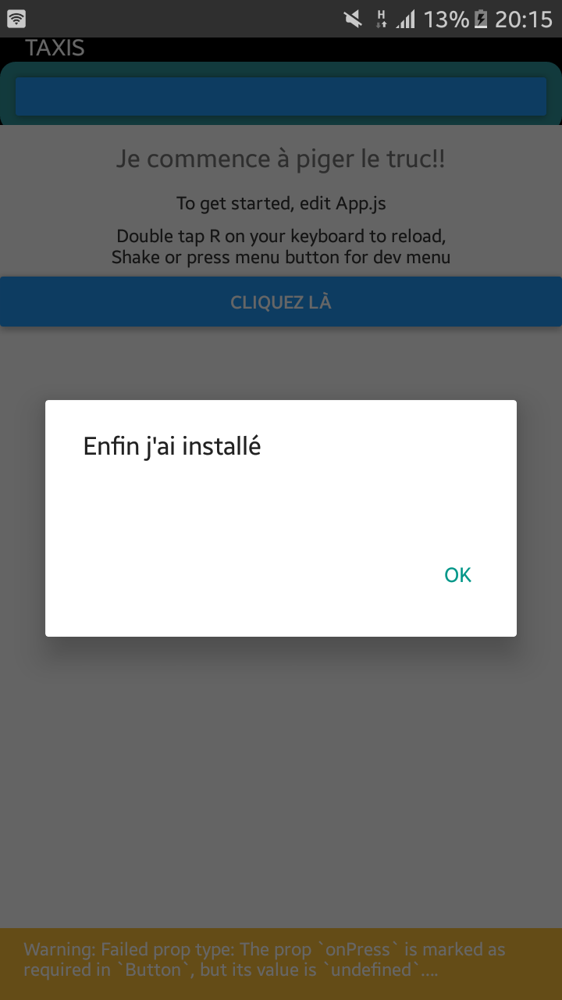 H 13% 20:15
TAXIS
Je commence à piger le truc!!
To get started, edit App.js
Double tap R on your keyboard to reload,
Shake or press menu button for dev menu
CLIQUEZ LÀ
Enfin j'ai installé
OK
Warning: Failed prop type: The prop `onPress` is marked as
required in `Button`, but its value is `undefined`....